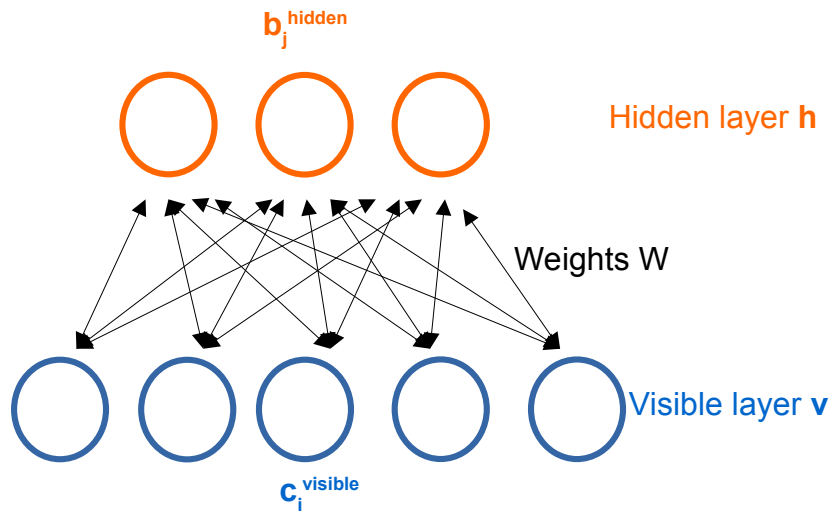 b_j^hidden
Hidden layer h
Weights W
Visible layer v
c_i^visible